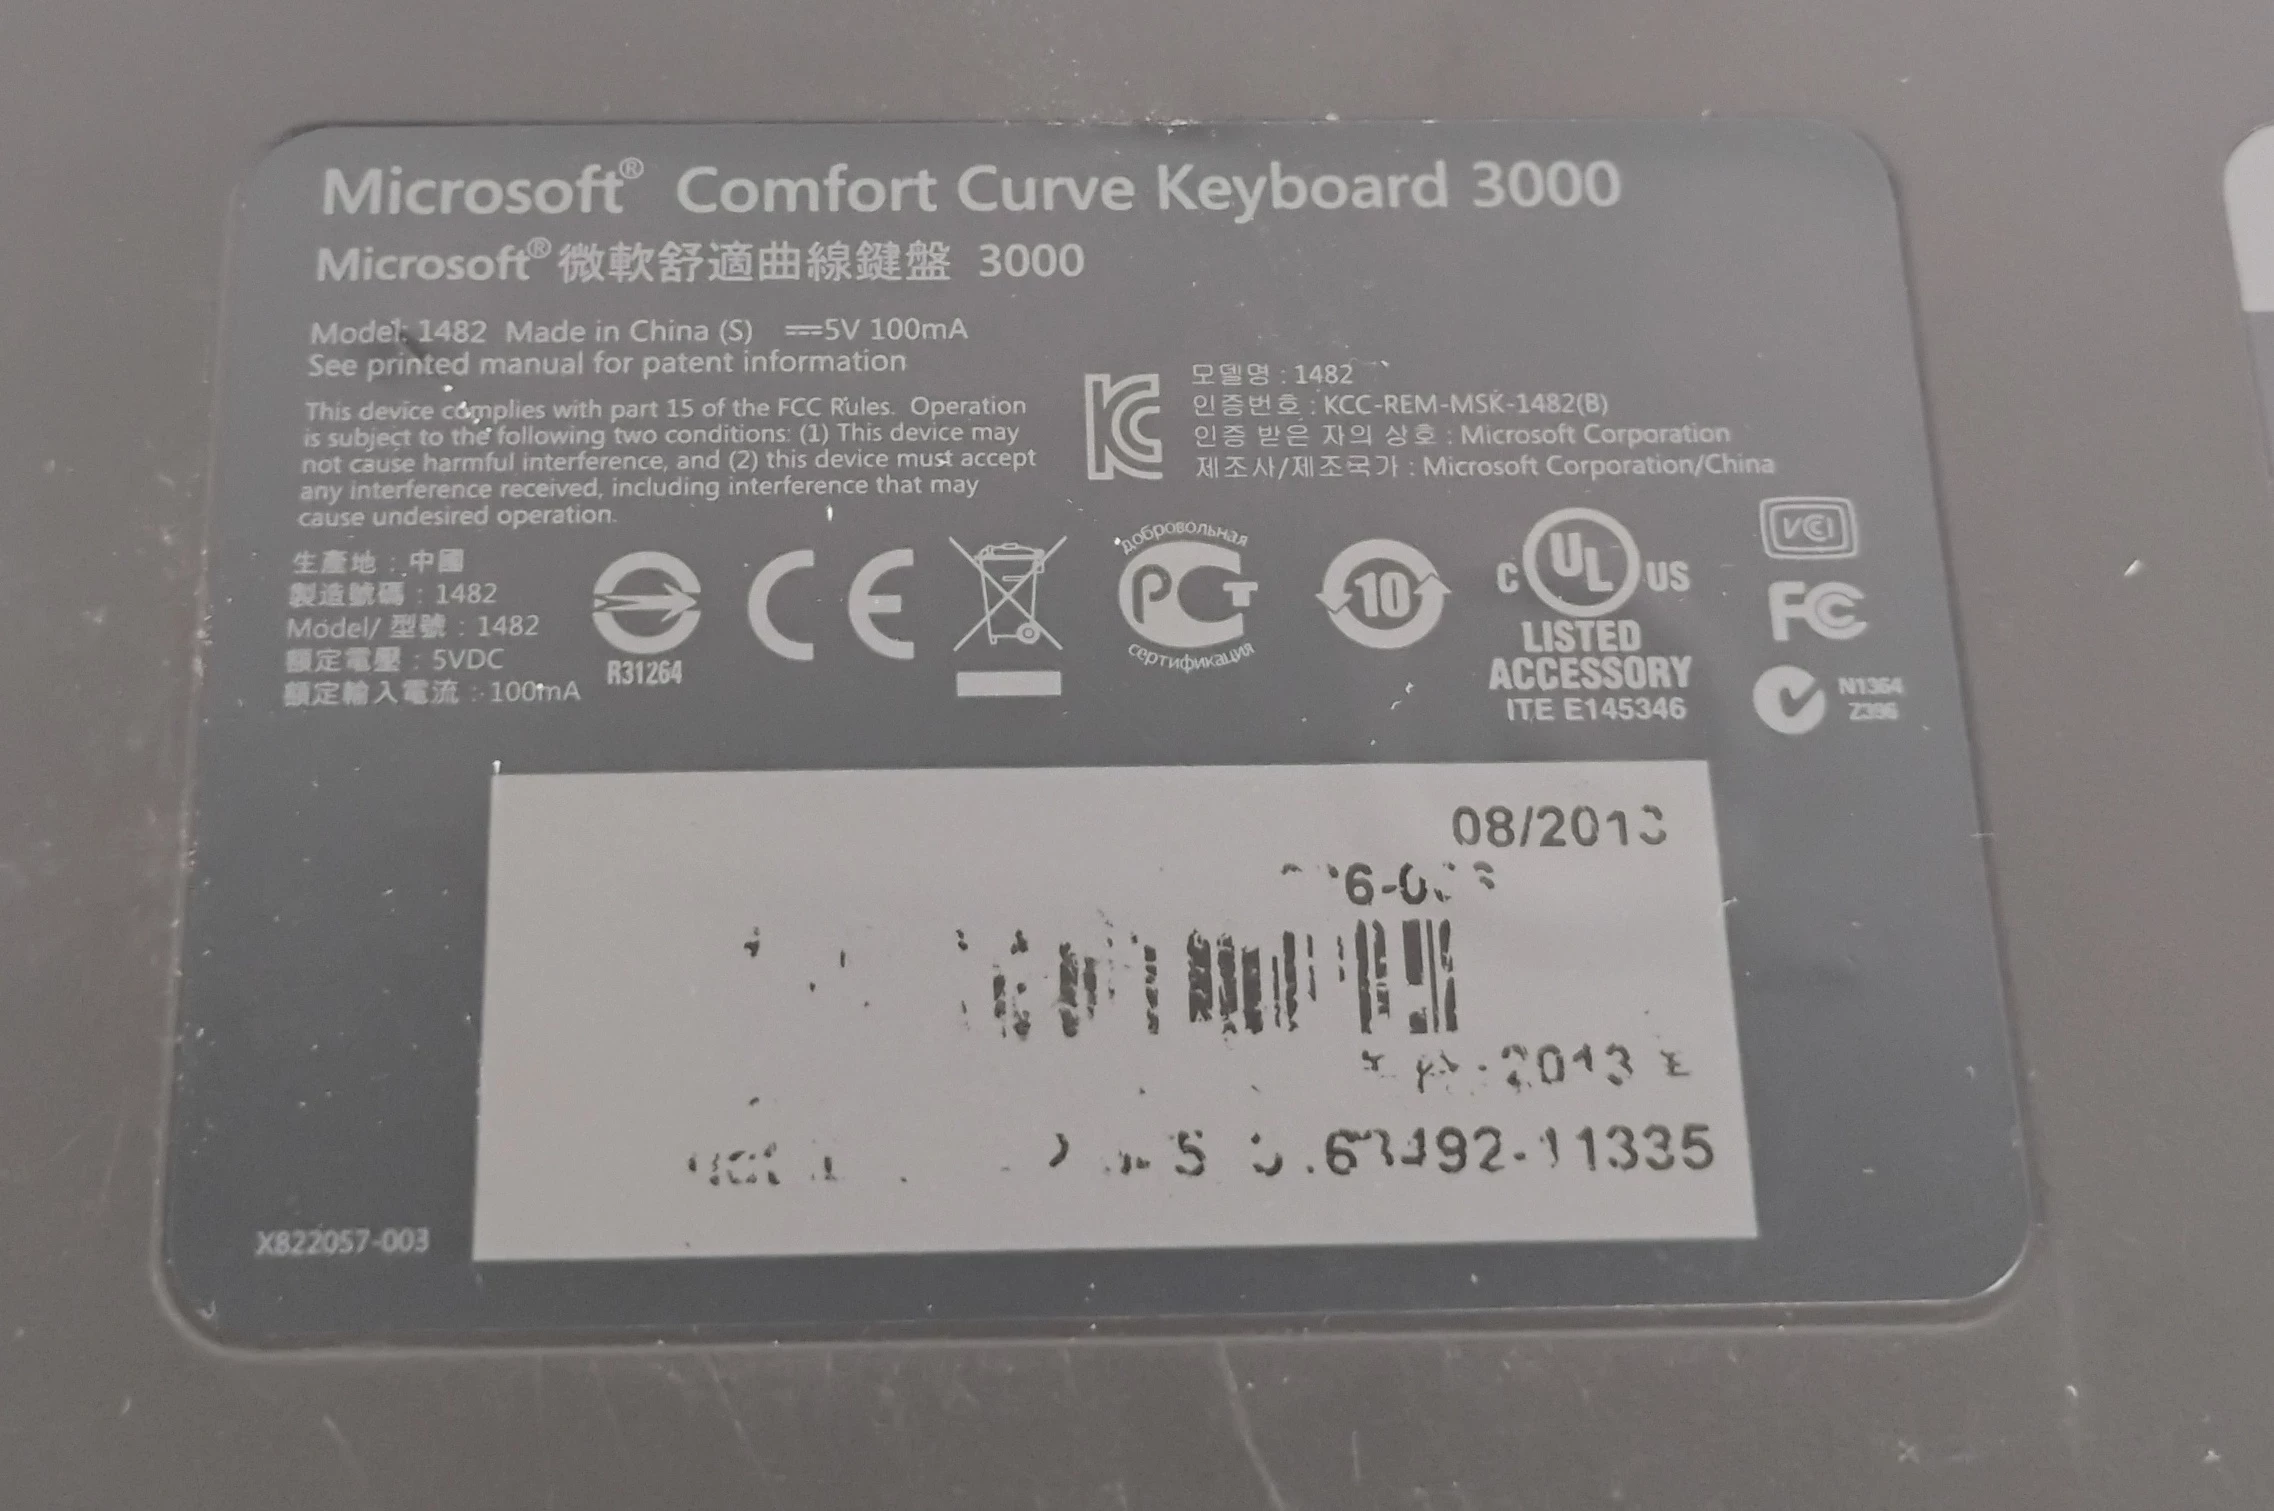 Microsoft® Comfort Curve Keyboard 3000
Microsoft® 微軟舒適曲線鍵盤 3000
Model: 1482 Made in China (S) ⎓5V 100mA
See printed manual for patent information
This device complies with part 15 of the FCC Rules. Operation
is subject to the following two conditions: (1) This device may
not cause harmful interference, and (2) this device must accept
any interference received, including interference that may
cause undesired operation.
모델명 : 1482
인증번호 : KCC-REM-MSK-1482(B)
인증 받은 자의 상호 : Microsoft Corporation
제조사/제조국가 : Microsoft Corporation/China
生產地 : 中國
製造號碼 : 1482
Model/ 型號 : 1482
額定電壓 : 5VDC
額定輸入電流 : 100mA
R31264
CE
добровольная
РСТ
сертификация
10
C UL US
LISTED
ACCESSORY
ITE E145346
VCI
FC
N1364
Z396
08/2013
2013
X822057-003